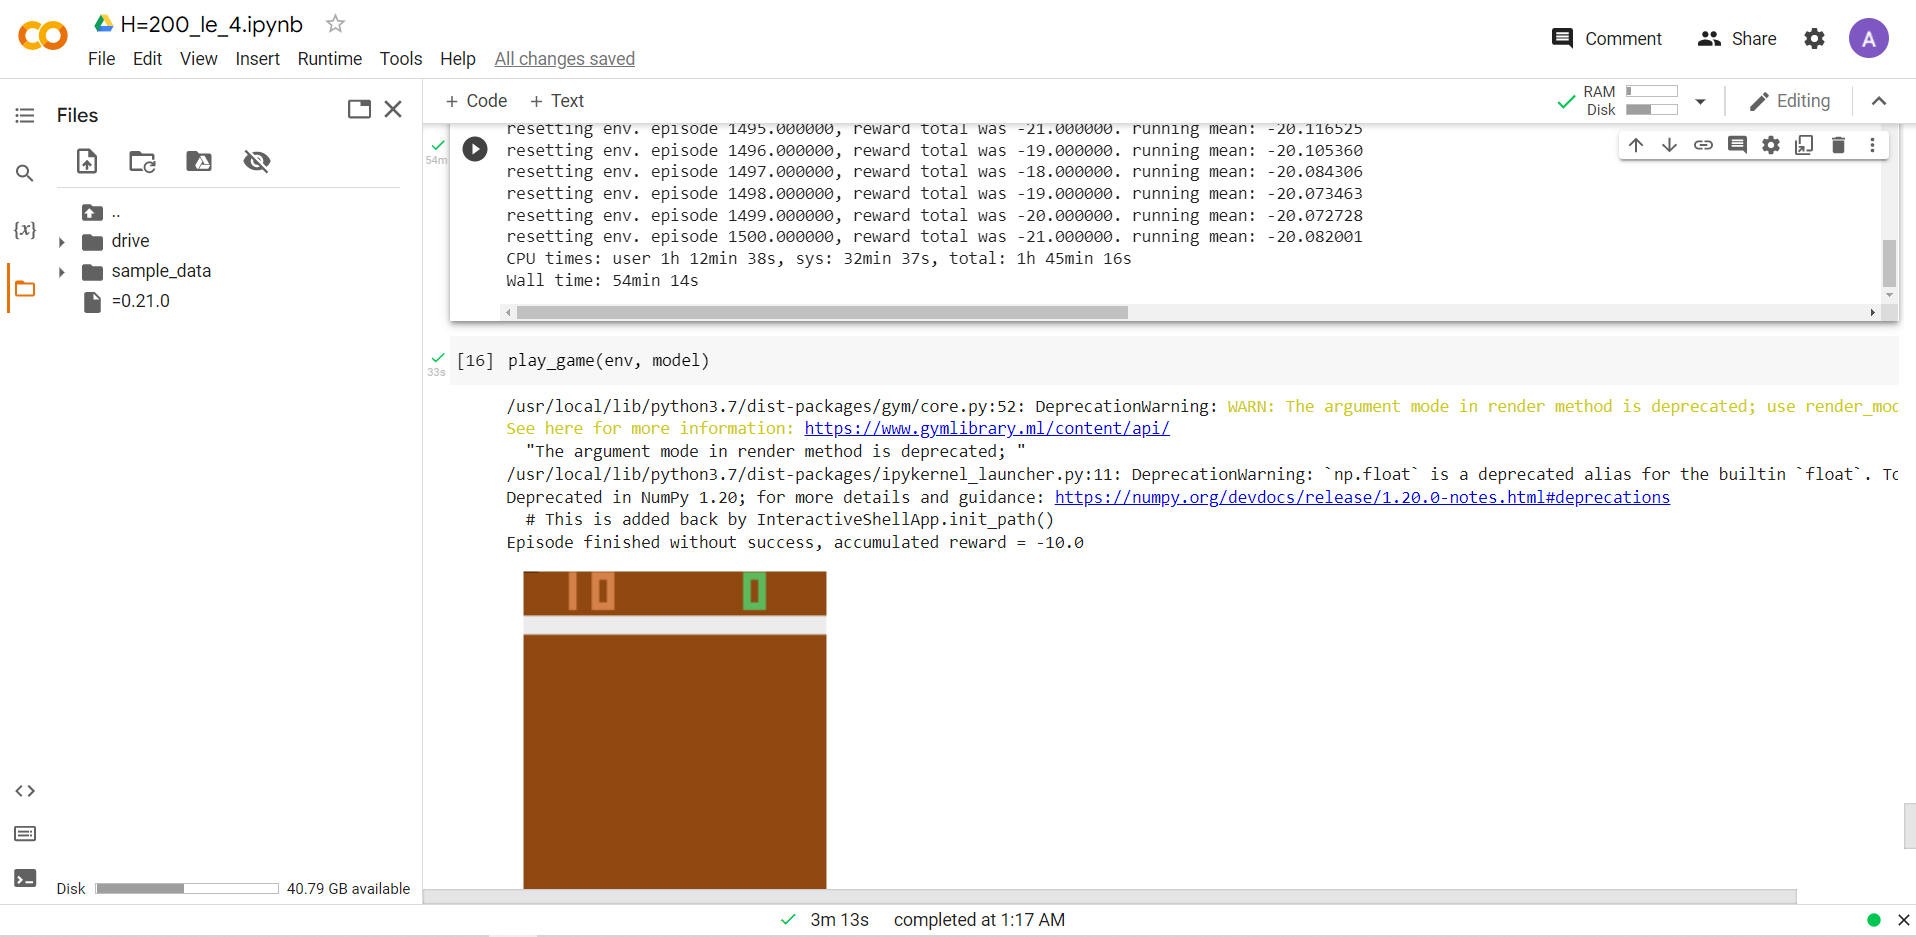 H=200_le_4.ipynb
File Edit View Insert Runtime Tools Help All changes saved
Comment Share A
Files
+ Code + Text
RAM
Disk
Editing
..
drive
sample_data
=0.21.0
{x}
54m
resetting env. episode 1495.000000, reward total was -21.000000. running mean: -20.116525
resetting env. episode 1496.000000, reward total was -19.000000. running mean: -20.105360
resetting env. episode 1497.000000, reward total was -18.000000. running mean: -20.084306
resetting env. episode 1498.000000, reward total was -19.000000. running mean: -20.073463
resetting env. episode 1499.000000, reward total was -20.000000. running mean: -20.072728
resetting env. episode 1500.000000, reward total was -21.000000. running mean: -20.082001
CPU times: user 1h 12min 38s, sys: 32min 37s, total: 1h 45min 16s
Wall time: 54min 14s
33s
[16] play_game(env, model)
/usr/local/lib/python3.7/dist-packages/gym/core.py:52: DeprecationWarning: WARN: The argument mode in render method is deprecated; use render_mod
See here for more information: https://www.gymlibrary.ml/content/api/
"The argument mode in render method is deprecated; "
/usr/local/lib/python3.7/dist-packages/ipykernel_launcher.py:11: DeprecationWarning: `np.float` is a deprecated alias for the builtin `float`. To
Deprecated in NumPy 1.20; for more details and guidance: https://numpy.org/devdocs/release/1.20.0-notes.html#deprecations
# This is added back by InteractiveShellApp.init_path()
Episode finished without success, accumulated reward = -10.0
10 0
Disk 40.79 GB available
3m 13s completed at 1:17 AM